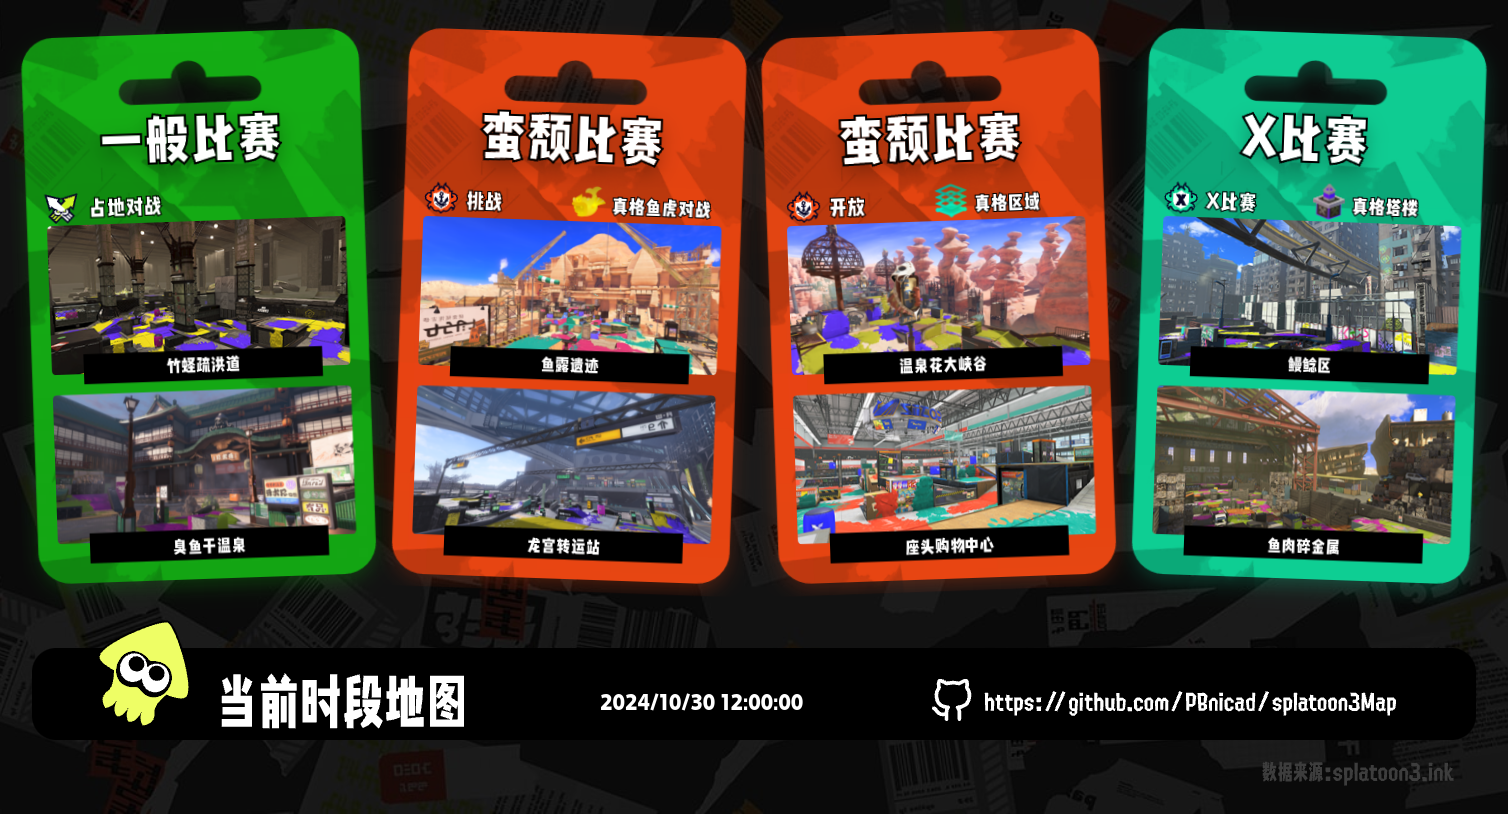 一般比赛
占地对战
竹蛏疏洪道
臭鱼干温泉
蛮颓比赛
挑战
真格鱼虎对战
鱼露遗迹
龙宫转运站
蛮颓比赛
开放
真格区域
温泉花大峡谷
座头购物中心
X比赛
X比赛
真格塔楼
鳗鲶区
鱼肉碎金属
当前时段地图
2024/10/30 12:00:00
https://github.com/PBnicad/splatoon3Map
数据来源:splatoon3.ink